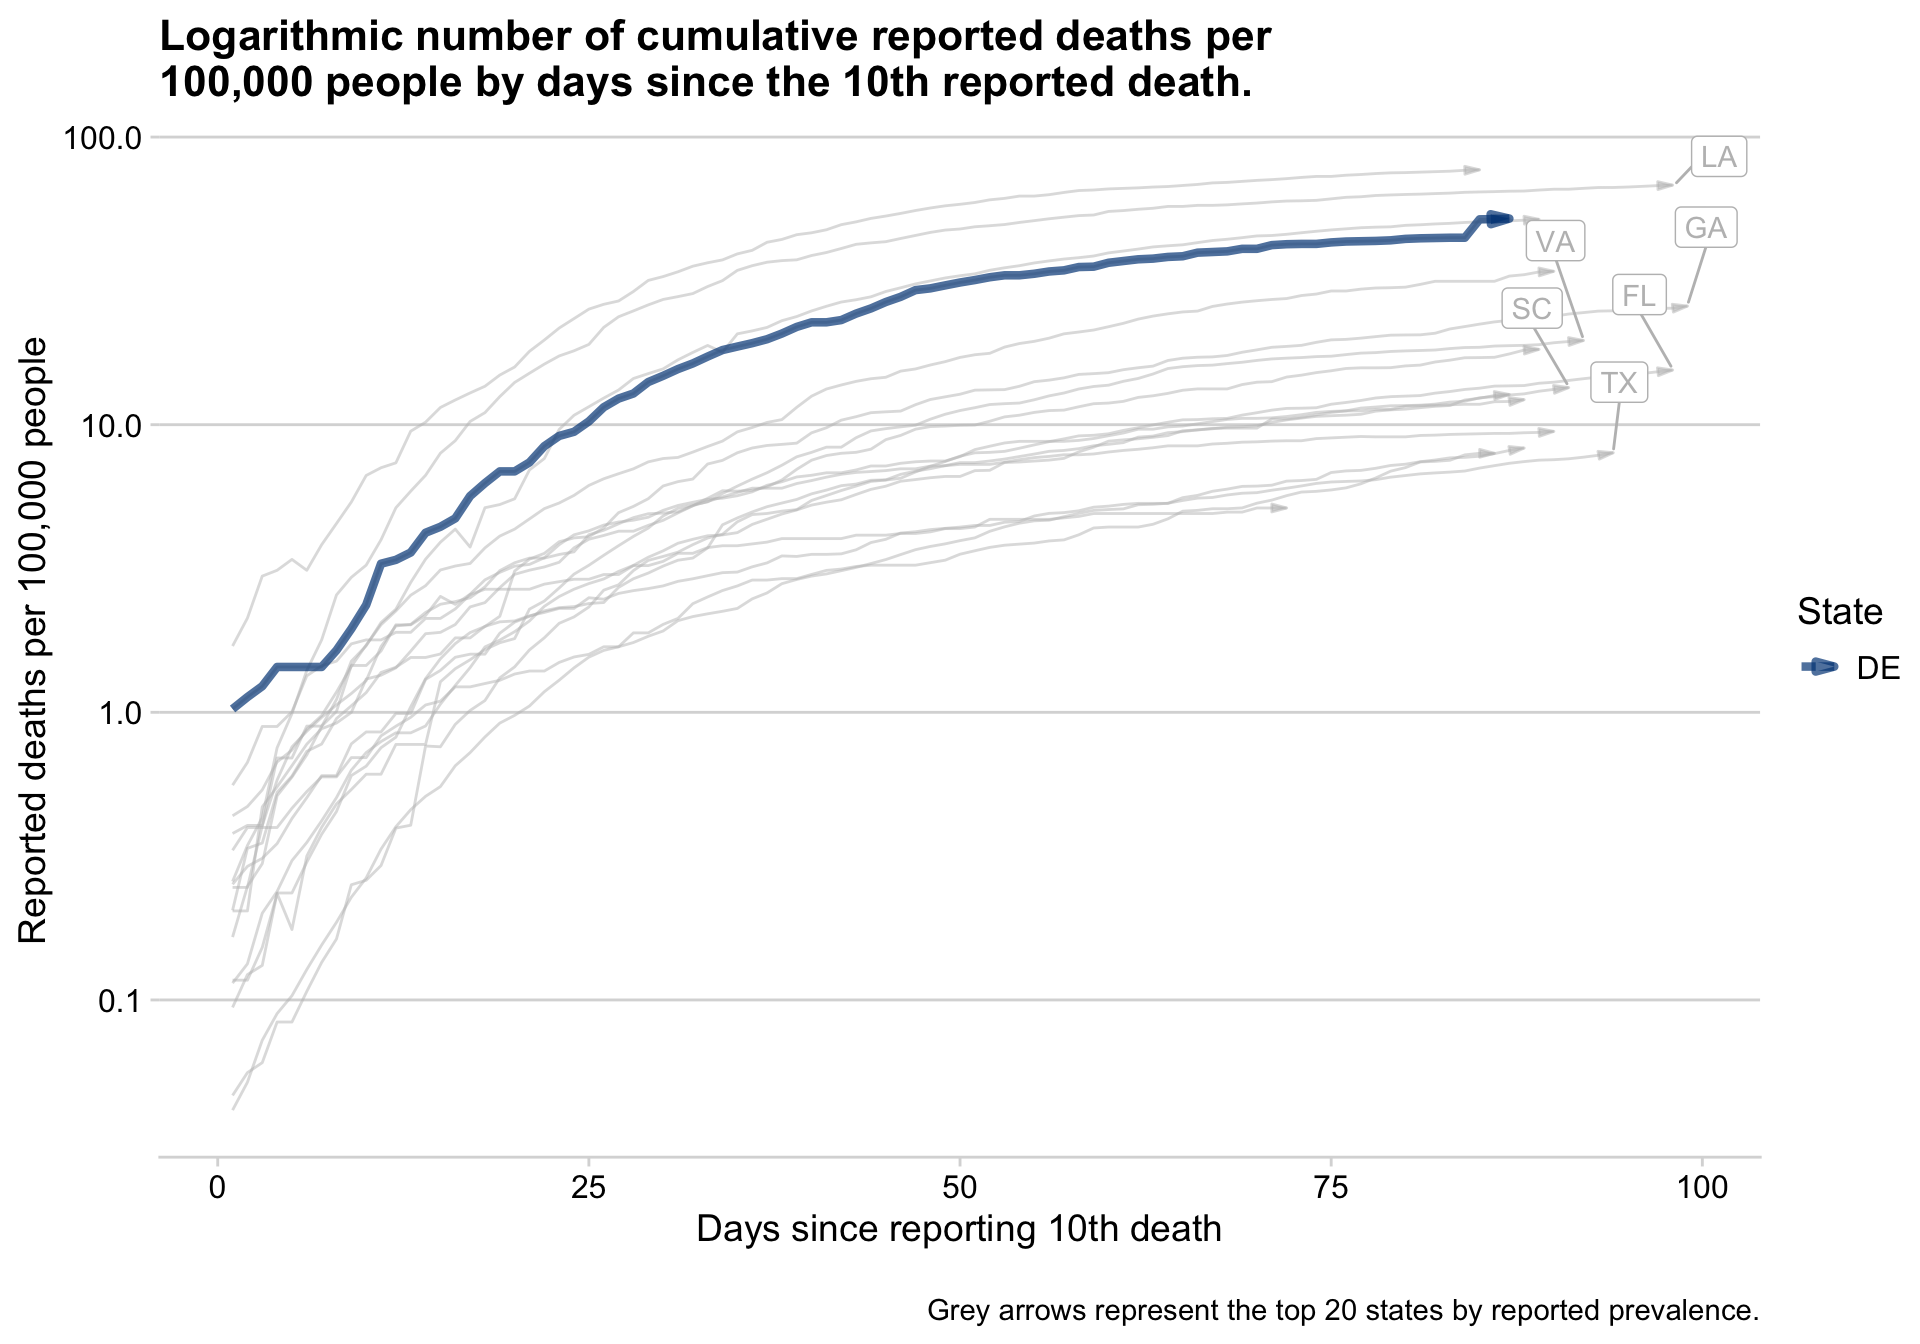 Logarithmic number of cumulative reported deaths per
100,000 people by days since the 10th reported death.
100.0
10.0
1.0
0.1
Reported deaths per 100,000 people
LA
GA
VA
FL
SC
TX
State
DE
0 25 50 75 100
Days since reporting 10th death
Grey arrows represent the top 20 states by reported prevalence.